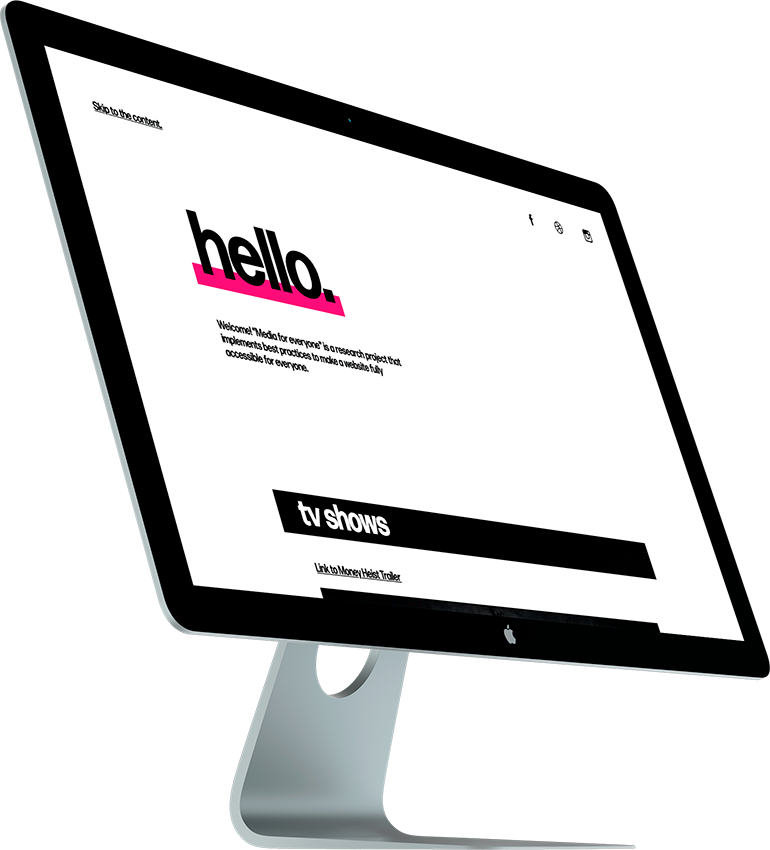 Skip to the content.
hello.
Welcome! "Media for everyone" is a research project that
implements best practices to make a website fully
accessible for everyone.
tv shows
Link to Money Heist Trailer